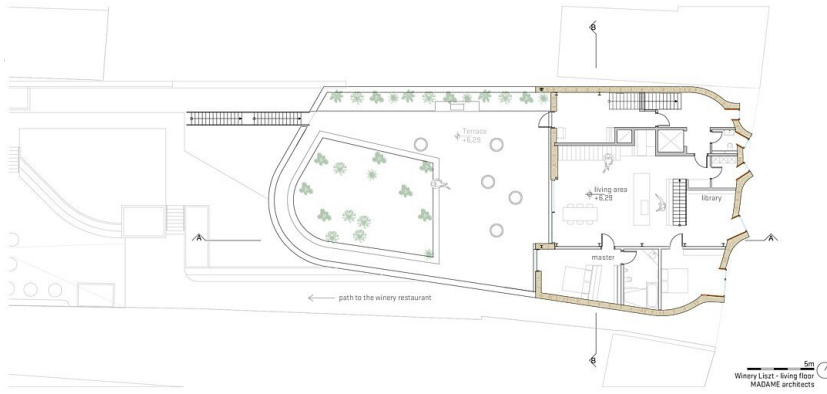 B
Terrace
+6,29
living area
+6,29
library
A
A
master
path to the winery restaurant
B
5m
Winery Liszt - living floor
MADAME architects